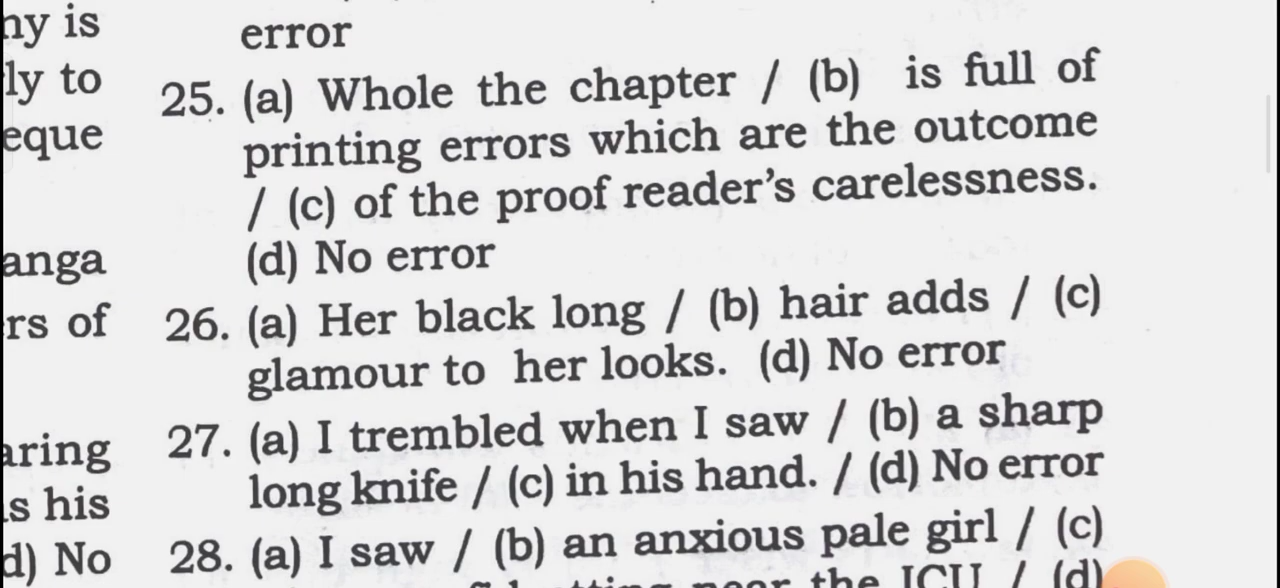 ny is
ly to
eque
anga
rs of
aring
s his
d) No
error
25. (a) Whole the chapter / (b) is full of
printing errors which are the outcome
/ (c) of the proof reader’s carelessness.
(d) No error
26. (a) Her black long / (b) hair adds / (c)
glamour to her looks. (d) No error
27. (a) I trembled when I saw / (b) a sharp
long knife / (c) in his hand. / (d) No error
28. (a) I saw / (b) an anxious pale girl / (c)
near the ICU / (d)